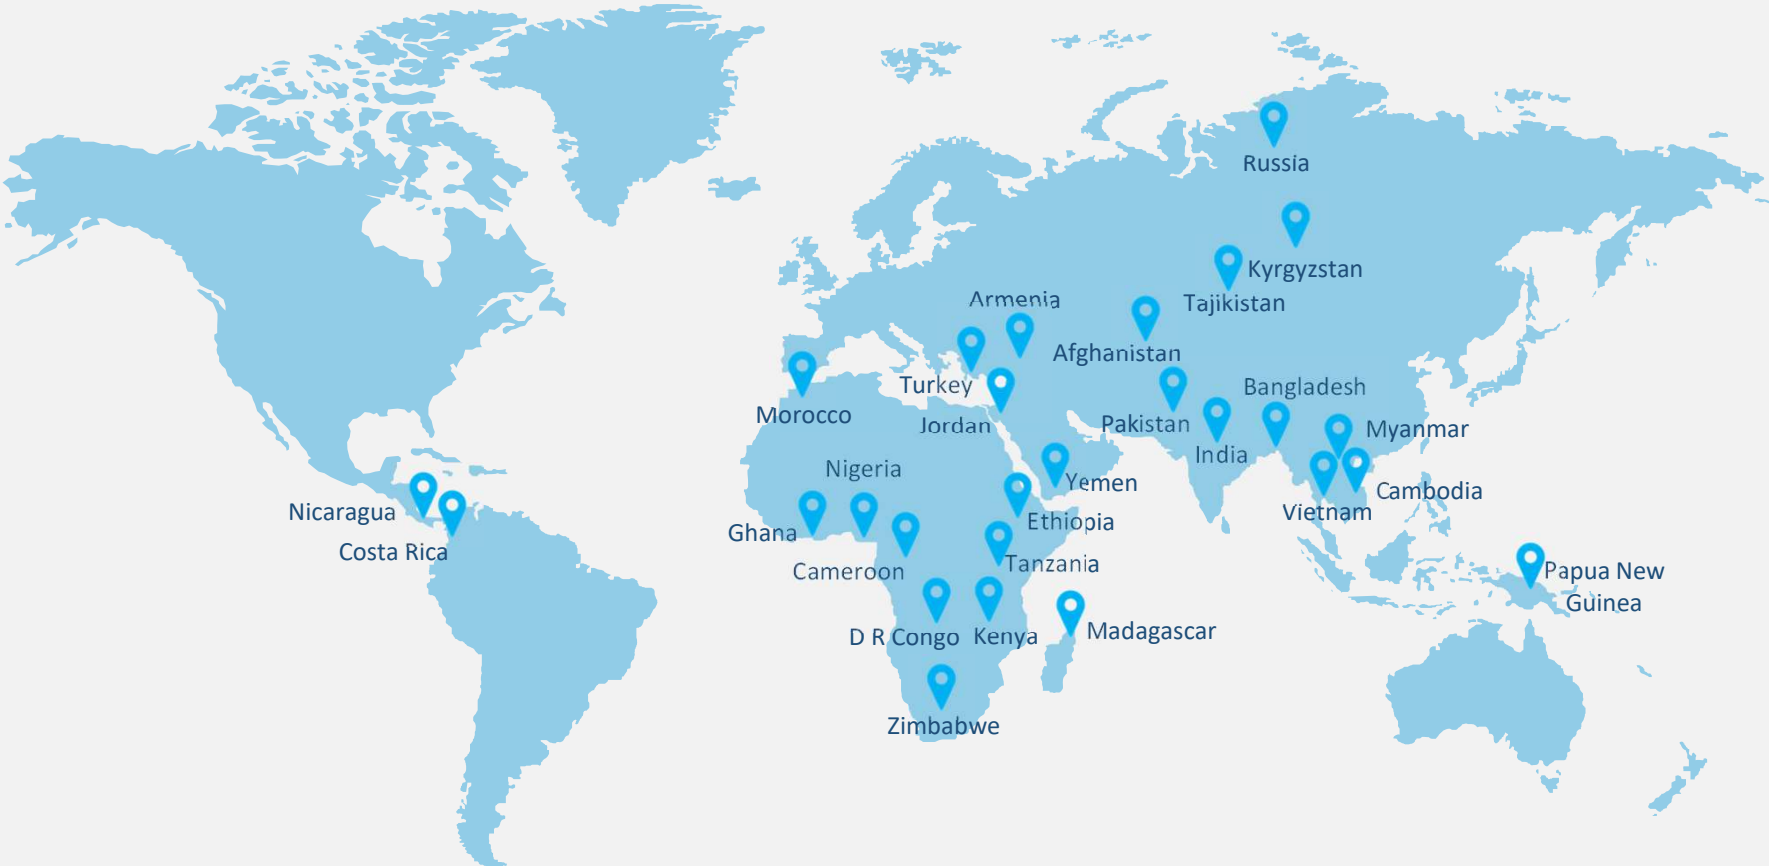 Russia
Kyrgyzstan
Armenia
Tajikistan
Afghanistan
Turkey
Bangladesh
Morocco
Jordan
Pakistan
Myanmar
India
Nigeria
Yemen
Cambodia
Nicaragua
Vietnam
Ghana
Ethiopia
Costa Rica
Cameroon
Tanzania
Papua New
Guinea
D R Congo
Kenya
Madagascar
Zimbabwe